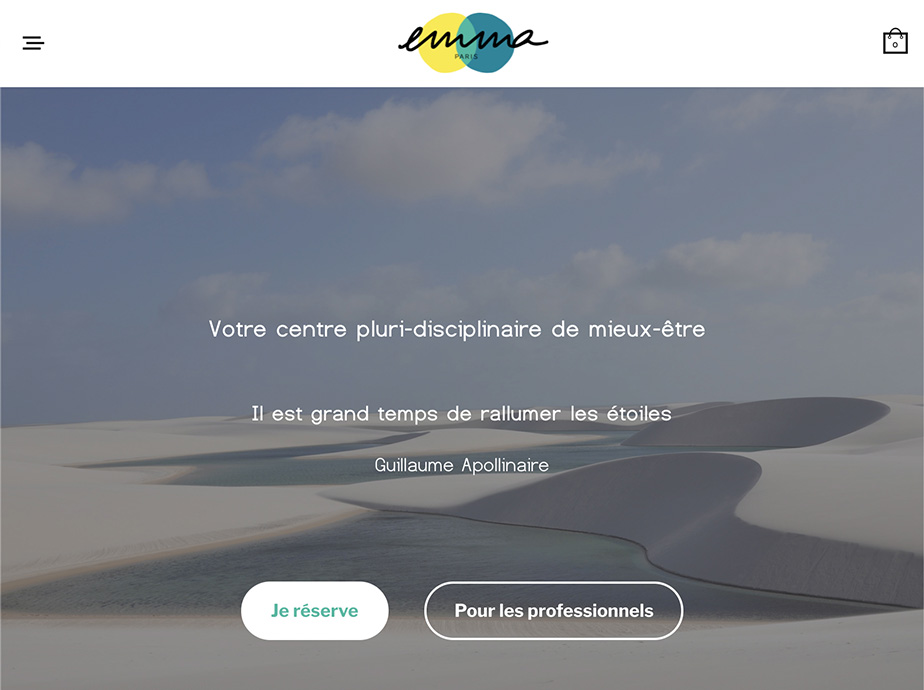 emma
PARIS
0
Votre centre pluri-disciplinaire de mieux-être
Il est grand temps de rallumer les étoiles
Guillaume Apollinaire
Je réserve
Pour les professionnels